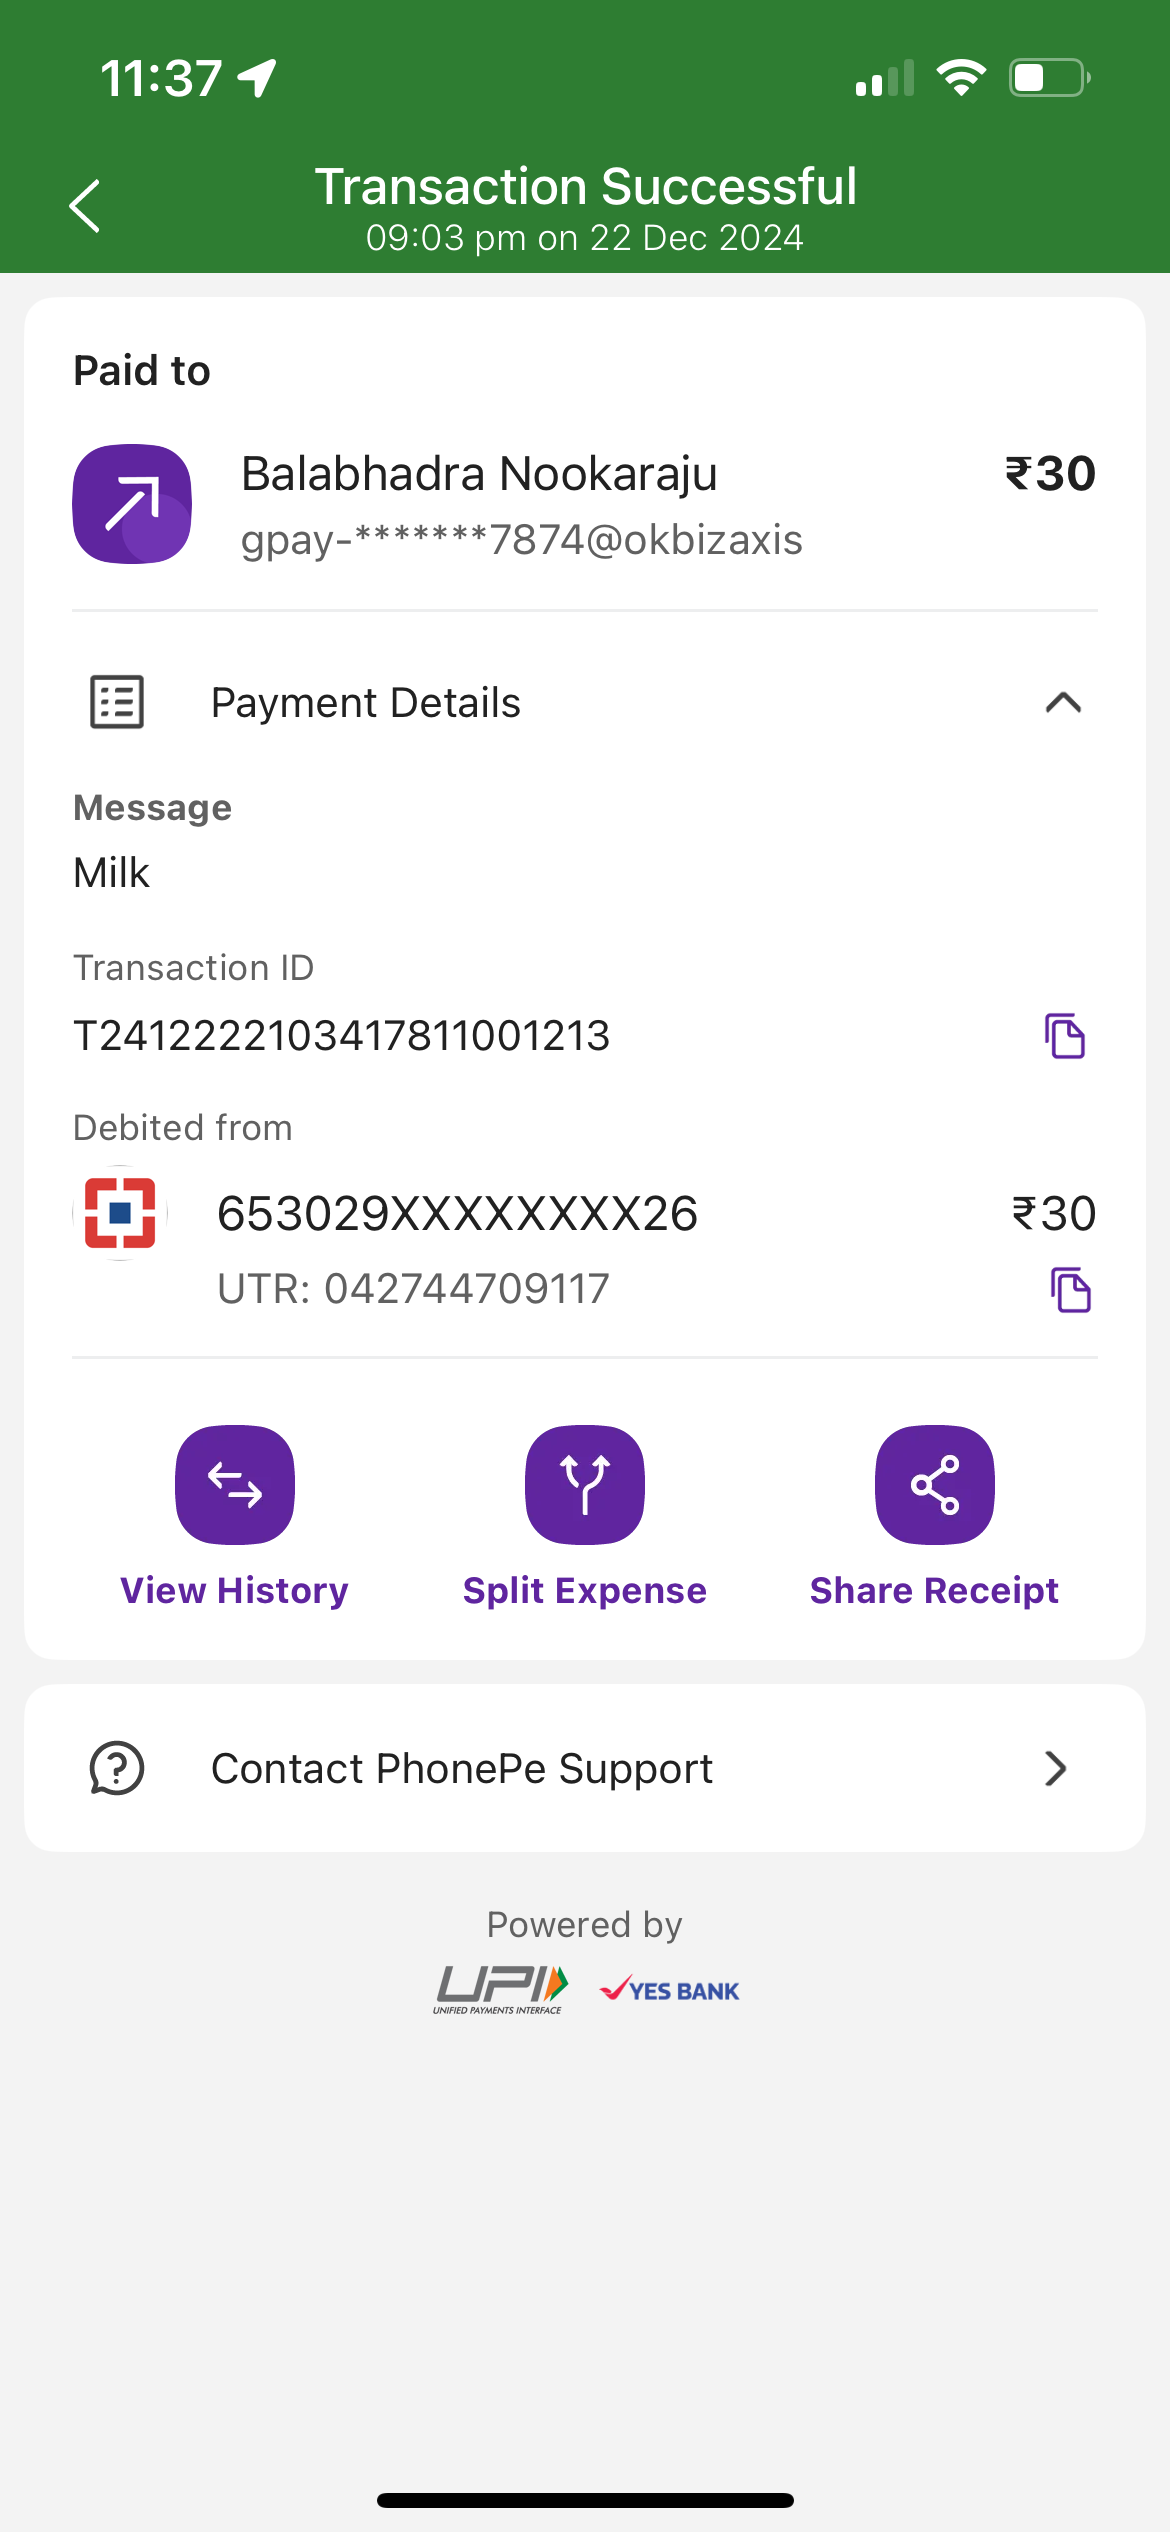 11:37
Transaction Successful
09:03 pm on 22 Dec 2024
Paid to
Balabhadra Nookaraju ₹30
gpay-*******7874@okbizaxis
Payment Details
Message
Milk
Transaction ID
T2412222103417811001213
Debited from
653029XXXXXXXX26 ₹30
UTR: 042744709117
View History Split Expense Share Receipt
Contact PhonePe Support
Powered by
UPI YES BANK
UNIFIED PAYMENTS INTERFACE